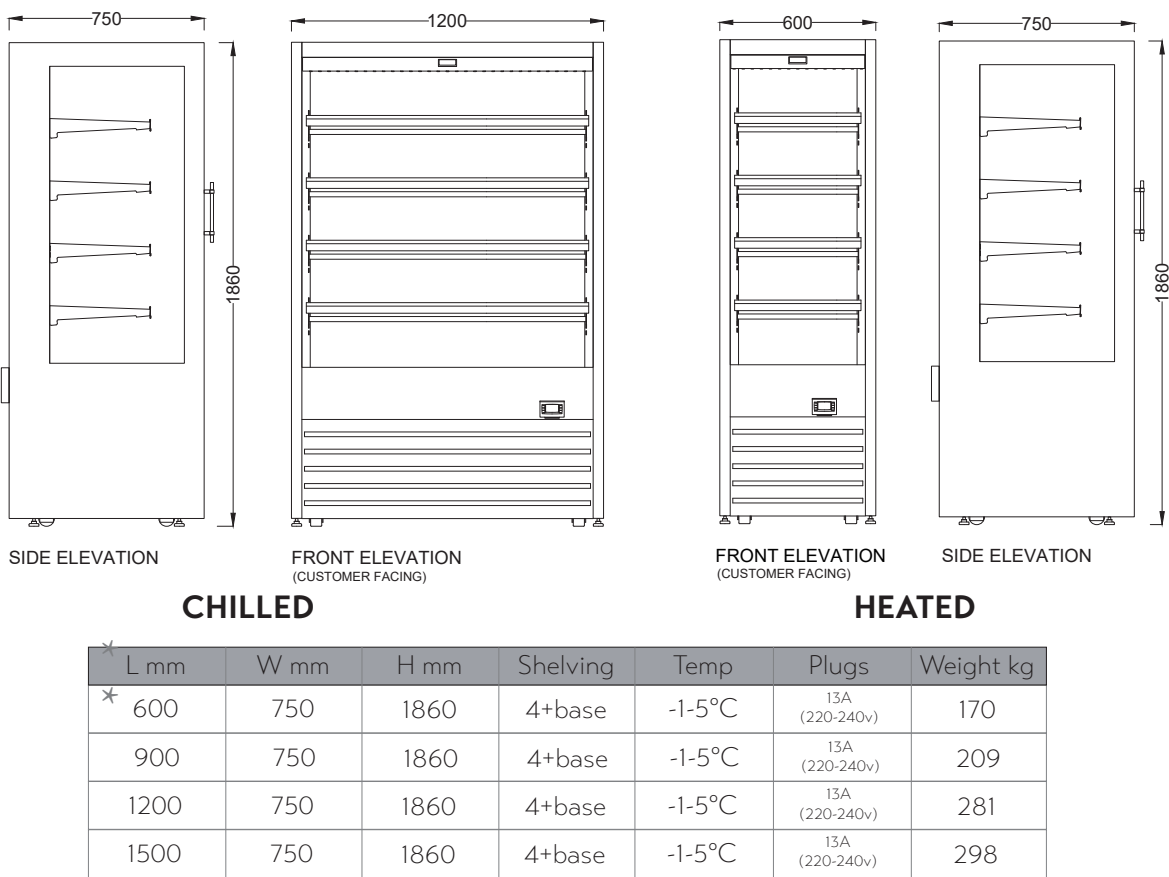 750
1200
600
750
1860
1860
SIDE ELEVATION
FRONT ELEVATION
(CUSTOMER FACING)
FRONT ELEVATION
(CUSTOMER FACING)
SIDE ELEVATION
CHILLED
HEATED
* L mm W mm H mm Shelving Temp Plugs Weight kg
* 600 750 1860 4+base -1-5°C 13A (220-240v) 170
900 750 1860 4+base -1-5°C 13A (220-240v) 209
1200 750 1860 4+base -1-5°C 13A (220-240v) 281
1500 750 1860 4+base -1-5°C 13A (220-240v) 298